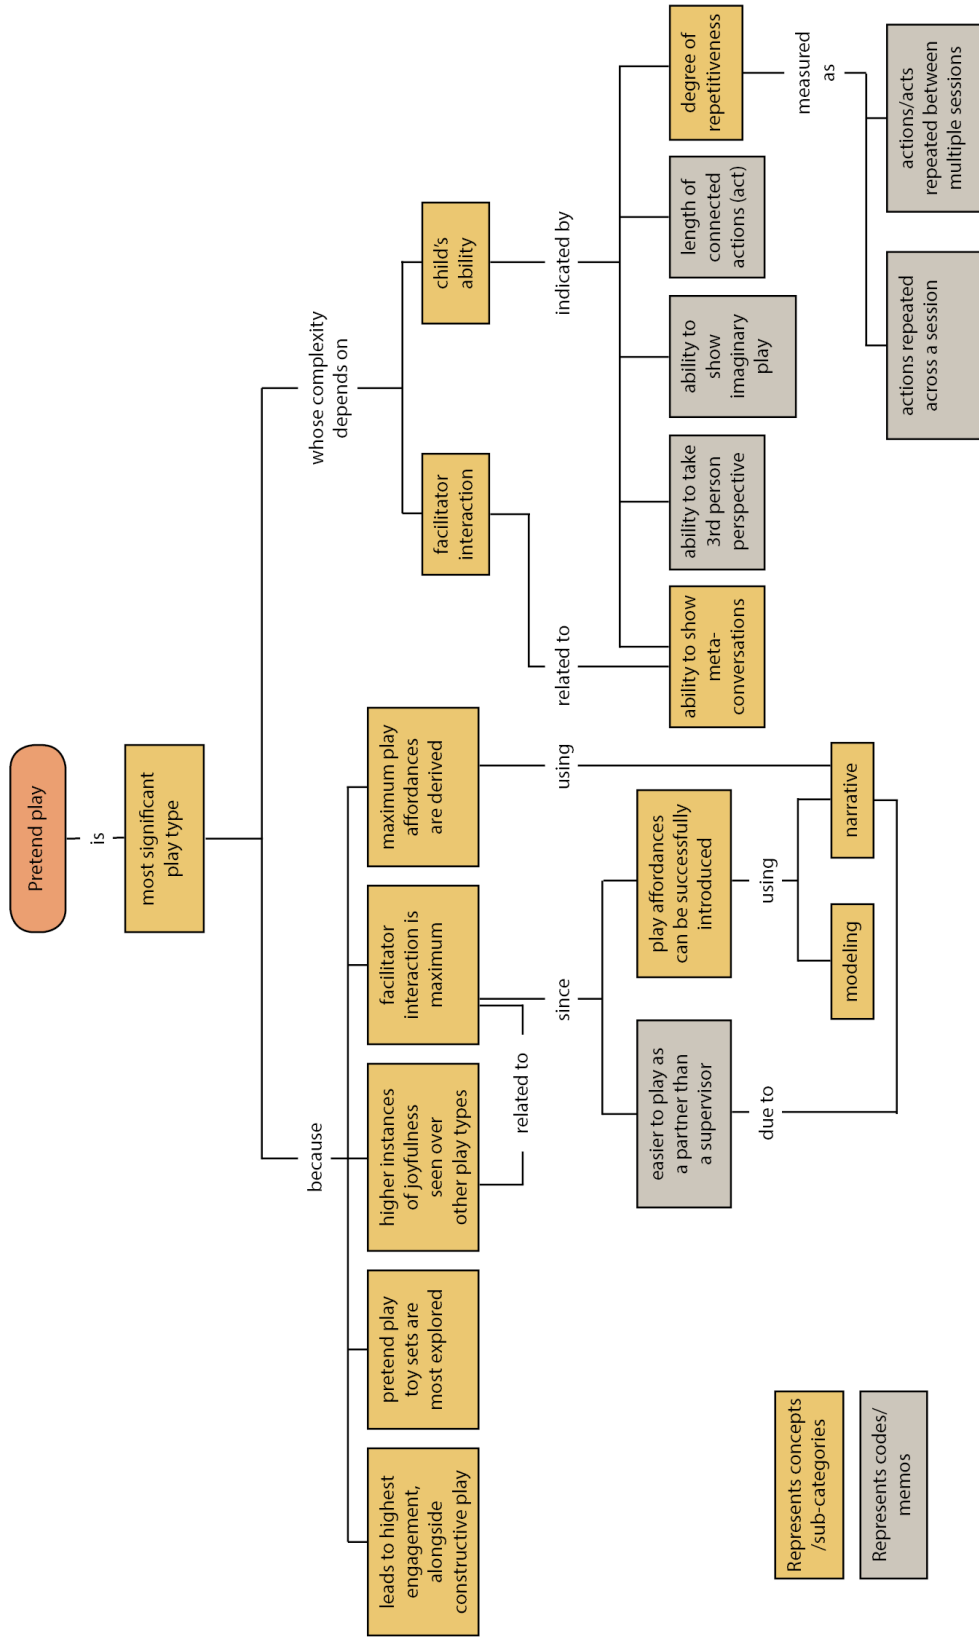 Pretend play
is
most significant
play type
because
whose complexity
depends on
leads to highest
engagement,
alongside
constructive play
pretend play
toy sets are
most explored
higher instances
of joyfulness
seen over
other play types
facilitator
interaction is
maximum
maximum play
affordances
are derived
facilitator
interaction
child's
ability
related to
since
using
related to
indicated by
easier to play as
a partner than
a supervisor
play affordances
can be successfully
introduced
ability to show
meta-
conversations
ability to take
3rd person
perspective
ability to
show
imaginary
play
length of
connected
actions (act)
degree of
repetitiveness
due to
using
measured
as
modeling
narrative
actions repeated
across a session
actions/acts
repeated between
multiple sessions
Represents concepts
/sub-categories
Represents codes/
memos